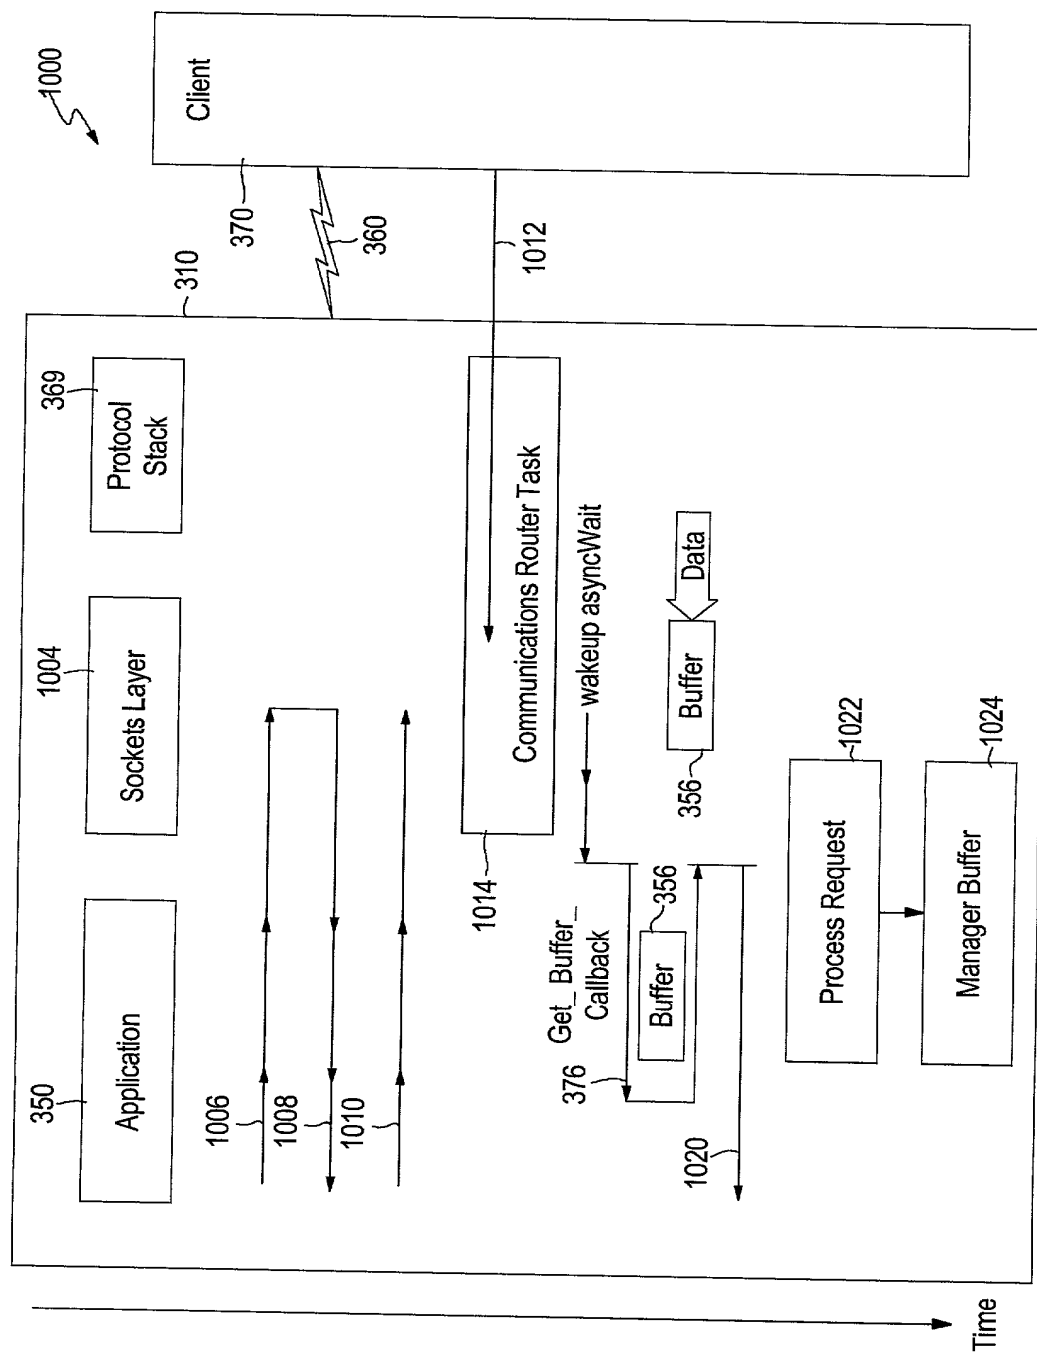 1000
Client
370
360
1012
310
369
Protocol
Stack
1004
Sockets Layer
350
Application
1006
1008
1010
1014
Communications Router Task
wakeup asyncWait
Get_Buffer_
Callback
376
Buffer
356
Data
Buffer
356
1020
Process Request
1022
Manager Buffer
1024
Time